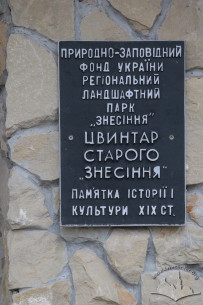 ПРИРОДНО-ЗАПОВІДНИЙ
ФОНД УКРАЇНИ
РЕГІОНАЛЬНИЙ
ЛАНДШАФТНИЙ
ПАРК
„ЗНЕСІННЯ"
ЦВИНТАР
СТАРОГО
„ЗНЕСІННЯ"
ПАМЯТКА ІСТОРІЇ І
КУЛЬТУРИ XIX СТ.